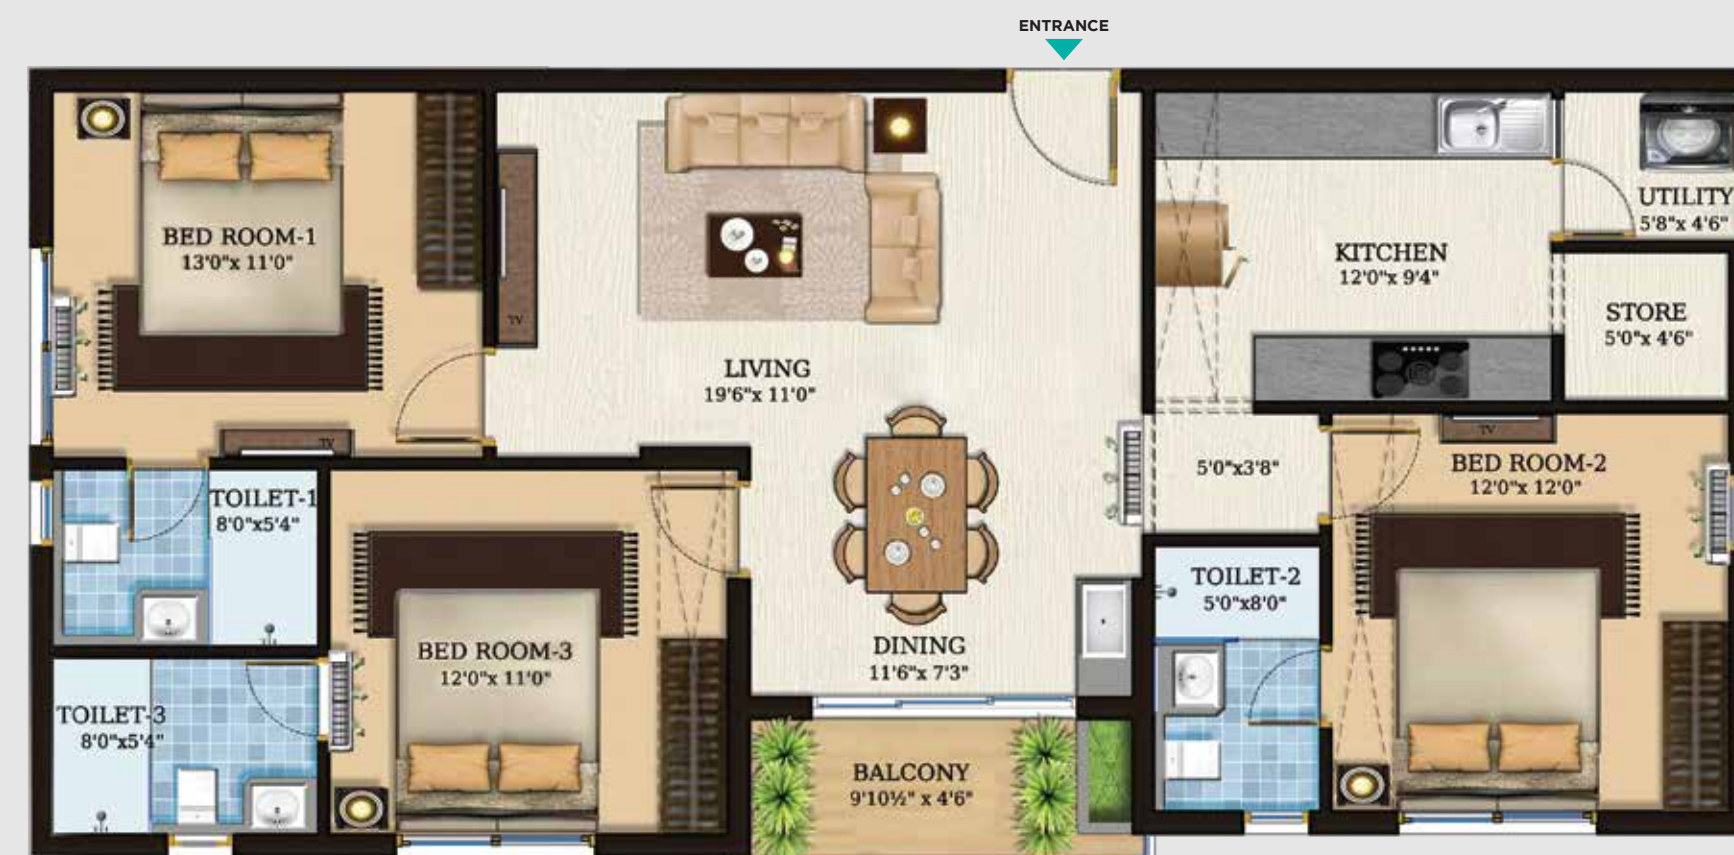 ENTRANCE
BED ROOM-1
13'0"x 11'0"
TV
LIVING
19'6"x 11'0"
KITCHEN
12'0"x 9'4"
UTILITY
5'8"x 4'6"
STORE
5'0"x 4'6"
TV
TOILET-1
8'0"x5'4"
5'0"x3'8"
TV
BED ROOM-2
12'0"x 12'0"
TOILET-2
5'0"x8'0"
BED ROOM-3
12'0"x 11'0"
DINING
11'6"x 7'3"
TOILET-3
8'0"x5'4"
BALCONY
9'10½" x 4'6"